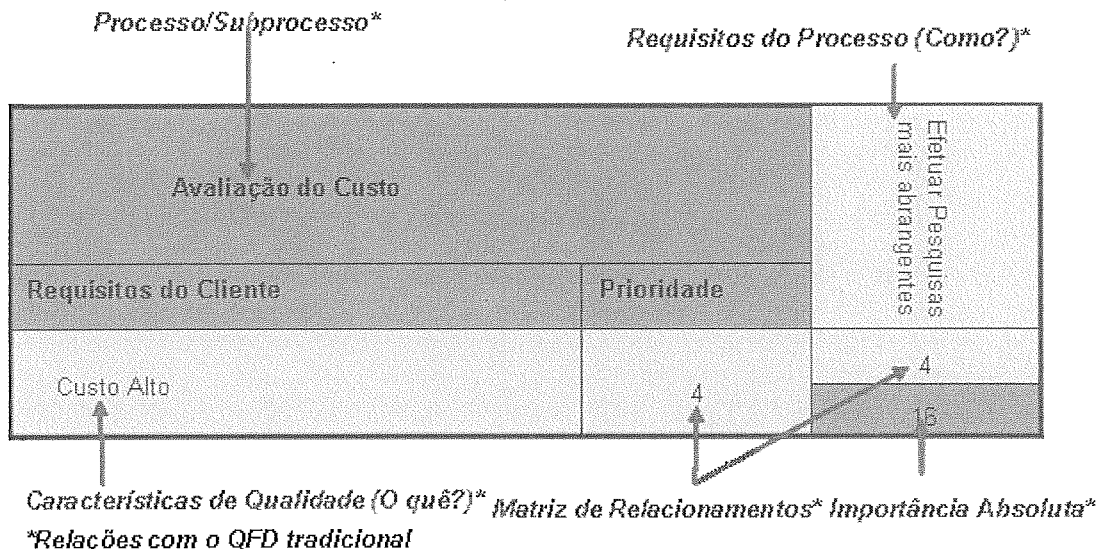 Processo/Subprocesso*
Requisitos do Processo (Como?)*
Efetuar Pesquisas
mais abrangentes
Avaliação do Custo
Requisitos do Cliente
Prioridade
Custo Alto
4
4
16
Características de Qualidade (O quê?)*
Matriz de Relacionamentos*
Importância Absoluta*
*Relações com o QFD tradicional